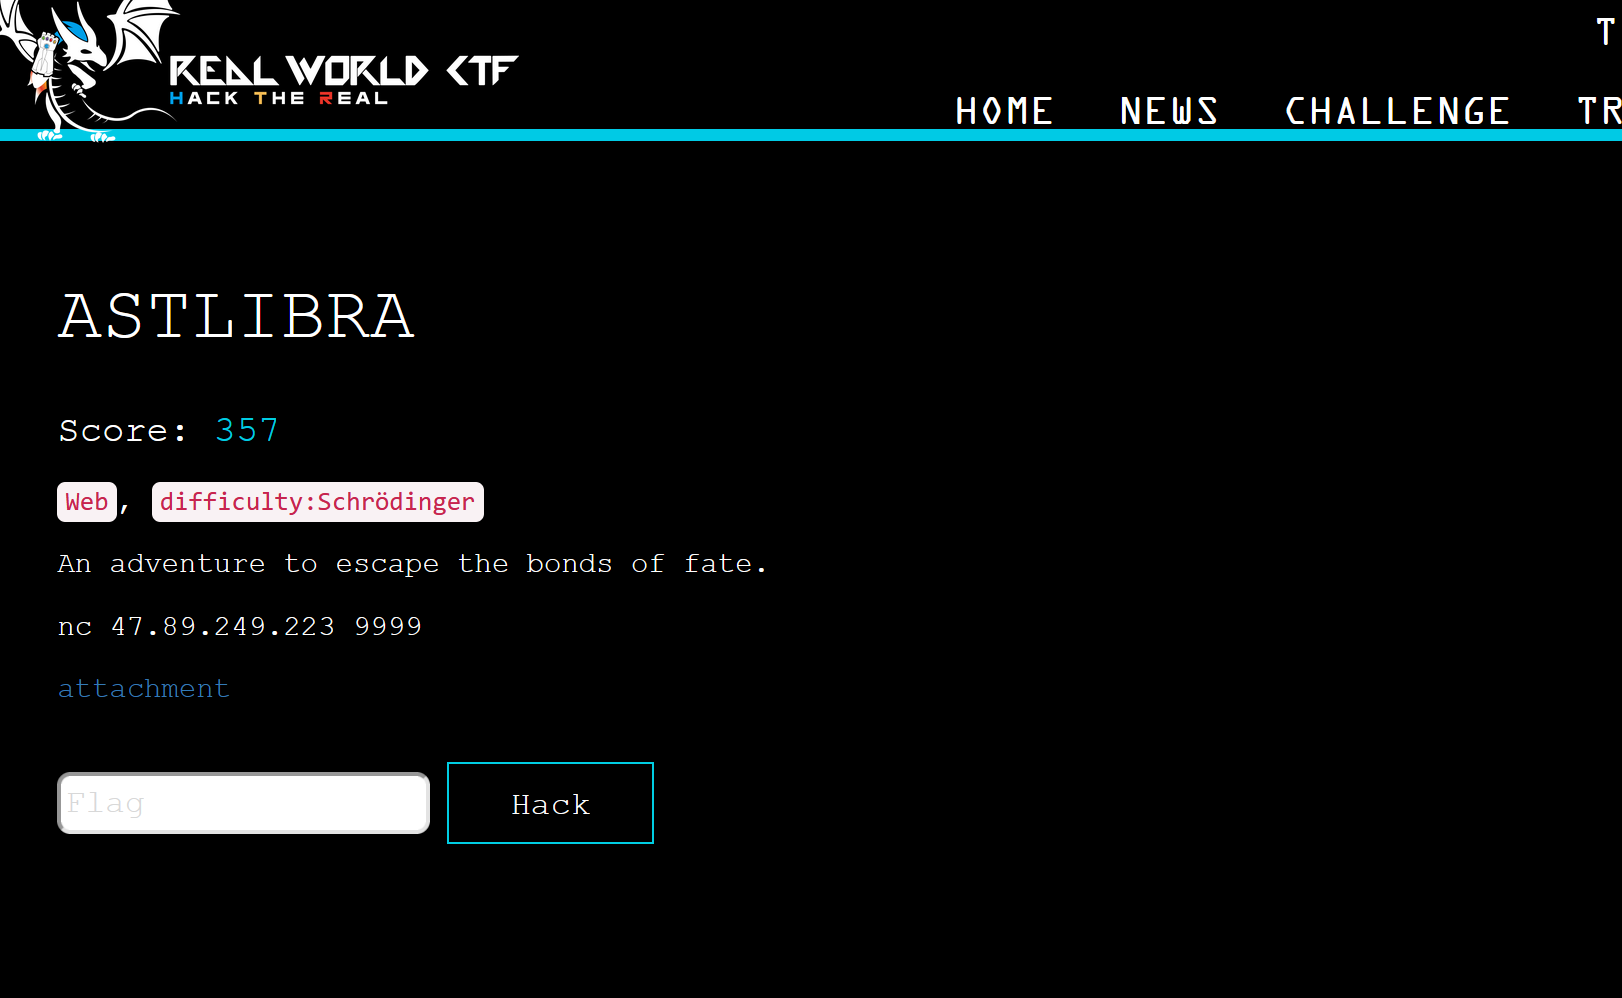 T
REAL WORLD CTF
HACK THE REAL
HOME NEWS CHALLENGE TR
ASTLIBRA
Score: 357
Web, difficulty:Schrödinger
An adventure to escape the bonds of fate.
nc 47.89.249.223 9999
attachment
Flag Hack